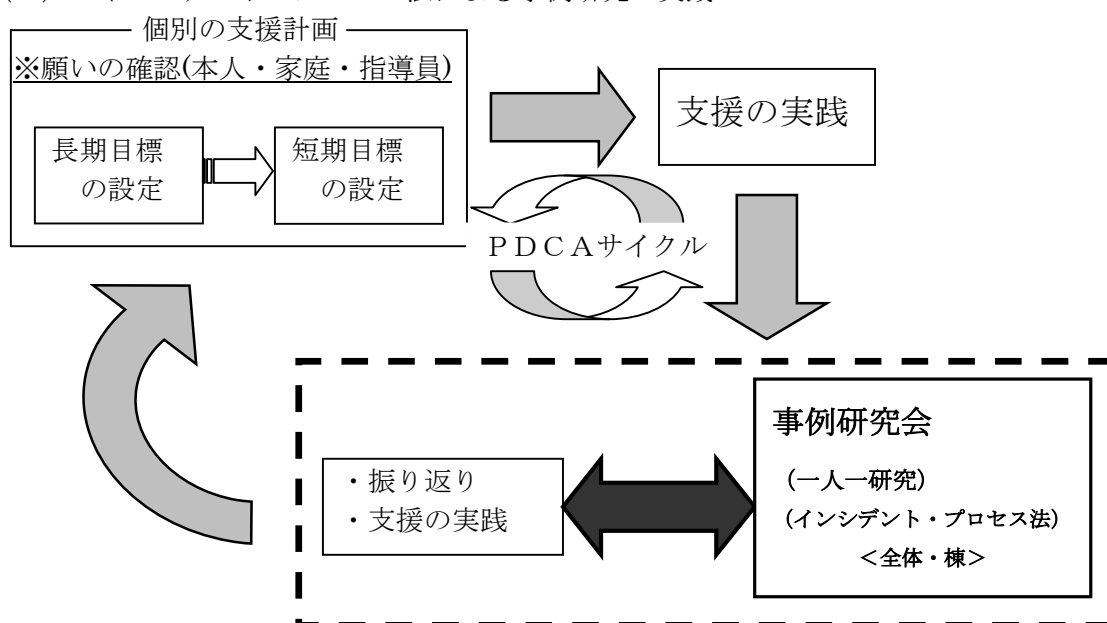 個別の支援計画
※願いの確認(本人・家庭・指導員)
長期目標
の設定
短期目標
の設定
支援の実践
ＰＤＣＡサイクル
・振り返り
・支援の実践
事例研究会
(一人一研究)
(インシデント・プロセス法)
＜全体・棟＞